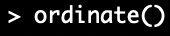 > ordinate()